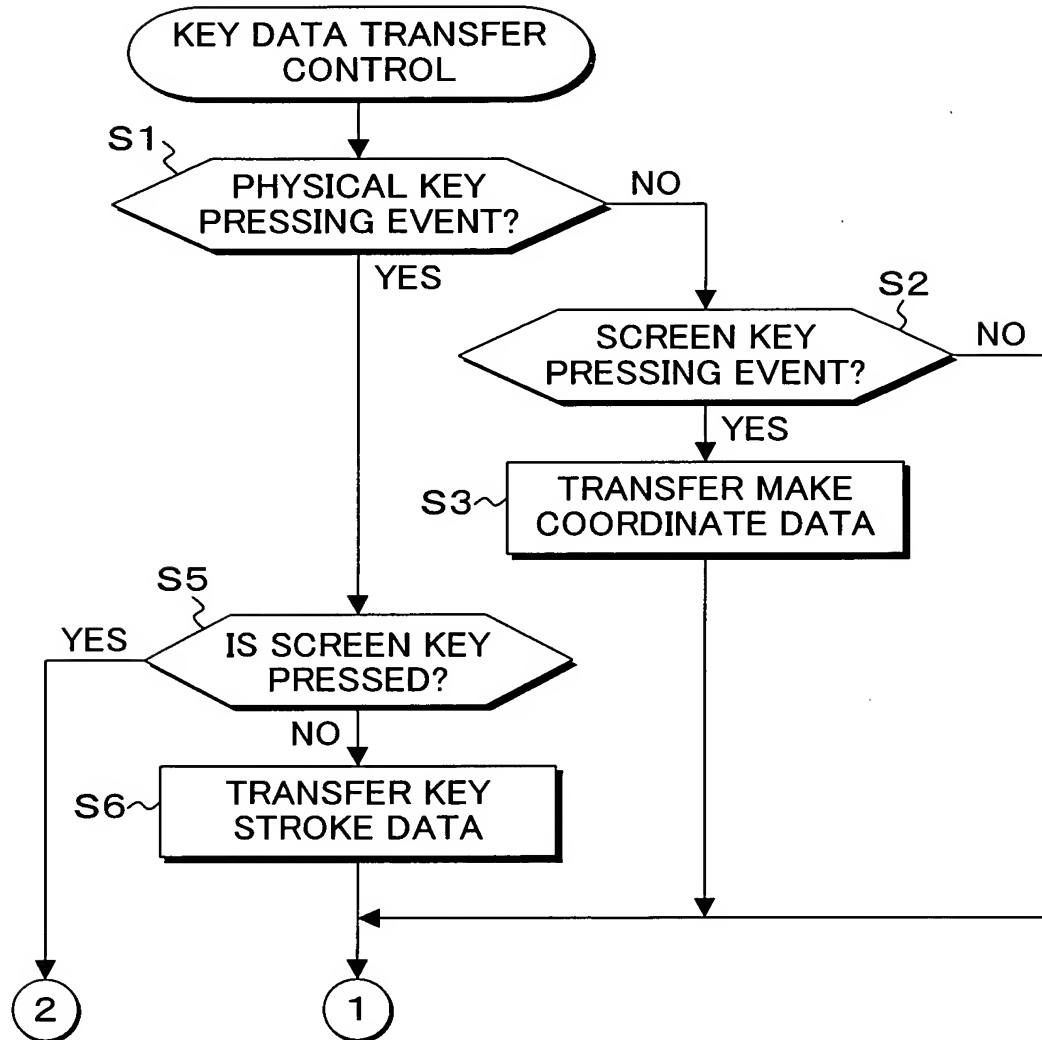 KEY DATA TRANSFER
CONTROL
S1
PHYSICAL KEY
PRESSING EVENT?
NO
YES
S2
SCREEN KEY
PRESSING EVENT?
NO
YES
S3
TRANSFER MAKE
COORDINATE DATA
S5
YES
IS SCREEN KEY
PRESSED?
NO
S6
TRANSFER KEY
STROKE DATA
2
1